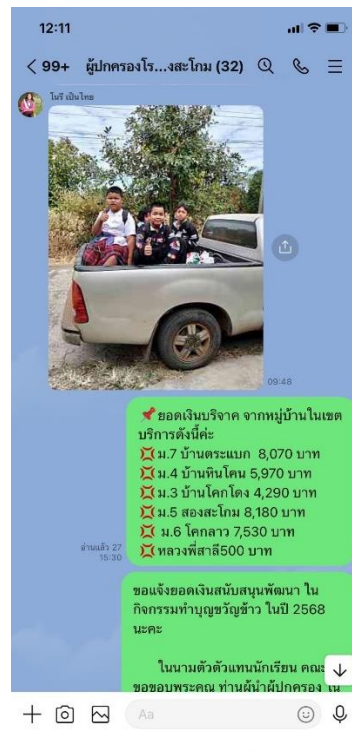 12:11
99+ ผู้ปกครองโร...งสะโกม (32)
โนรี เป็นไทย
09:48
ยอดเงินบริจาค จากหมู่บ้านในเขต
บริการดังนี้ค่ะ
ม.7 บ้านตระแบก 8,070 บาท
ม.4 บ้านหินโคน 5,970 บาท
ม.3 บ้านโคกโดง 4,290 บาท
ม.5 สองสะโกม 8,180 บาท
ม.6 โคกลาว 7,530 บาท
หลวงพี่สาลี500 บาท
อ่านแล้ว 27
15:30
ขอแจ้งยอดเงินสนับสนุนพัฒนา ใน
กิจกรรมทำบุญขวัญข้าว ในปี 2568
นะคะ
ในนามตัวตัวแทนนักเรียน คณะ
ขอขอบพระคุณ ท่านผู้นำผู้ปกครอง ใน
Aa